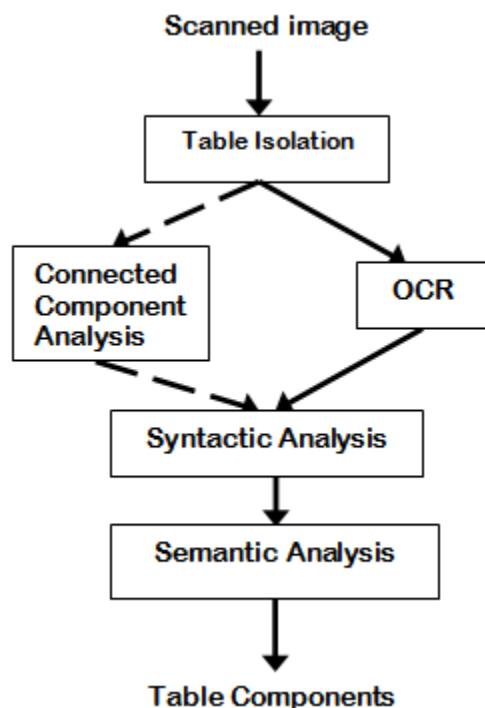 Scanned image
Table Isolation
Connected
Component
Analysis
OCR
Syntactic Analysis
Semantic Analysis
Table Components